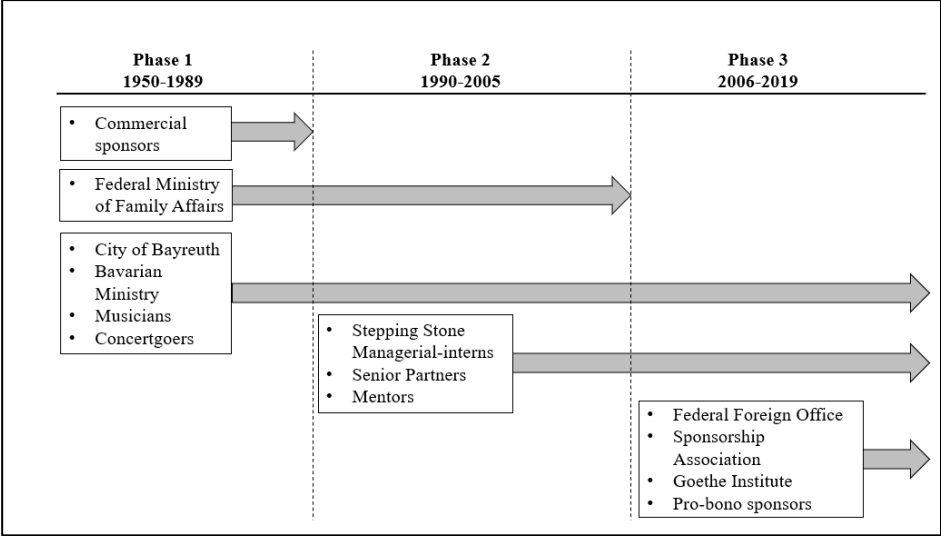 Phase 1
1950-1989
Phase 2
1990-2005
Phase 3
2006-2019
• Commercial
sponsors
• Federal Ministry
of Family Affairs
• City of Bayreuth
• Bavarian
Ministry
• Musicians
• Concertgoers
• Stepping Stone
Managerial-interns
• Senior Partners
• Mentors
• Federal Foreign Office
• Sponsorship
Association
• Goethe Institute
• Pro-bono sponsors